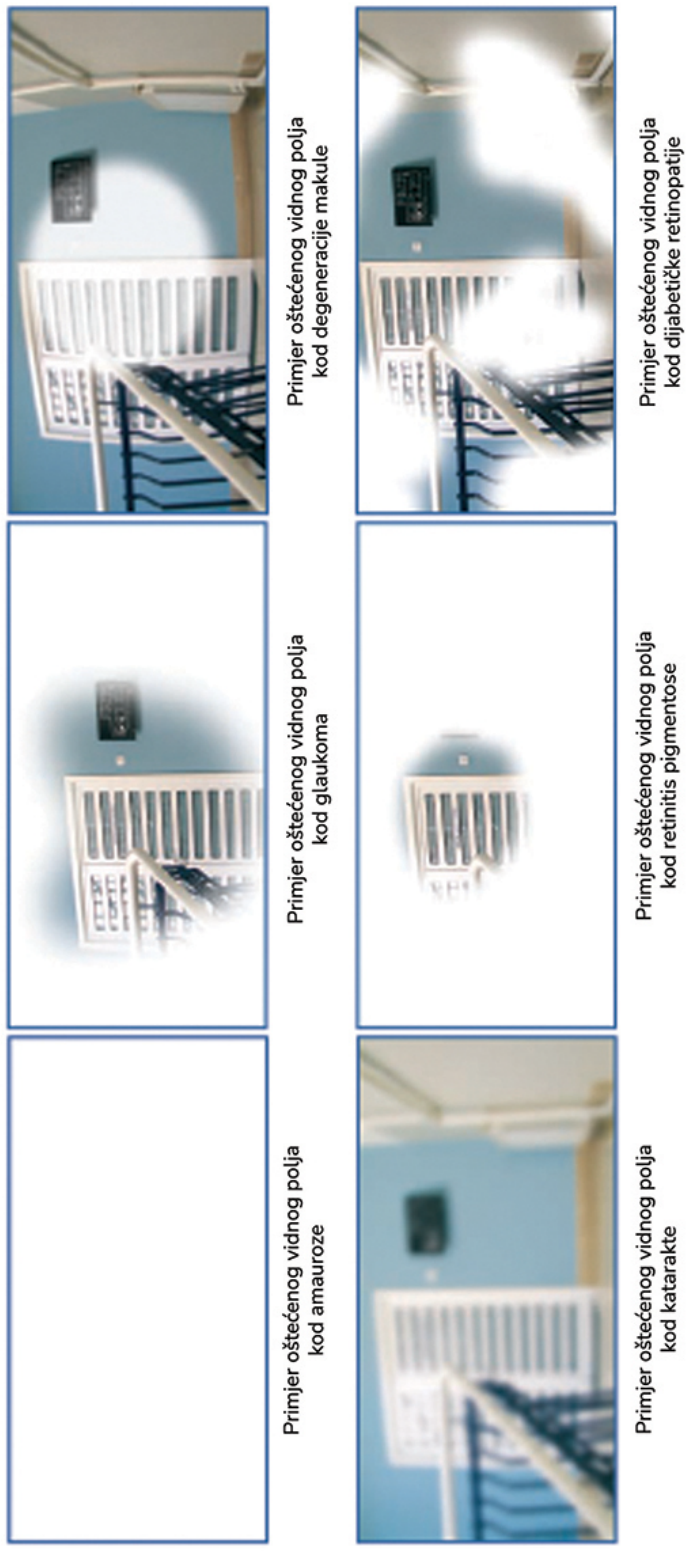 Primjer oštećenog vidnog polja
kod amauroze
Primjer oštećenog vidnog polja
kod glaukoma
Primjer oštećenog vidnog polja
kod degeneracije makule
Primjer oštećenog vidnog polja
kod katarakte
Primjer oštećenog vidnog polja
kod retinitis pigmentose
Primjer oštećenog vidnog polja
kod dijabetičke retinopatije